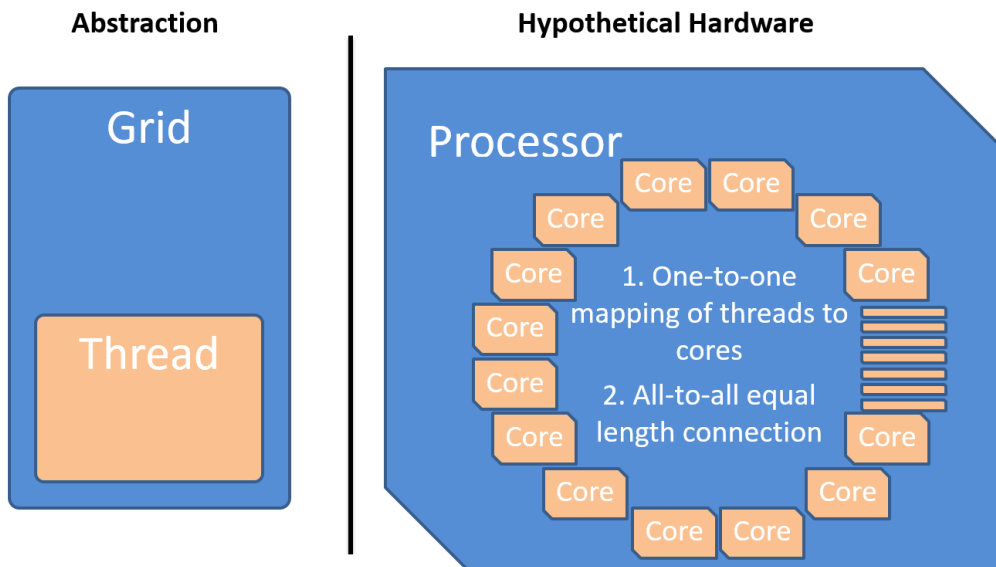 Abstraction
Hypothetical Hardware
Grid
Thread
Processor
Core
Core
Core
Core
Core
Core
Core
Core
Core
Core
Core
Core
Core
Core
1. One-to-one
mapping of threads to
cores
2. All-to-all equal
length connection